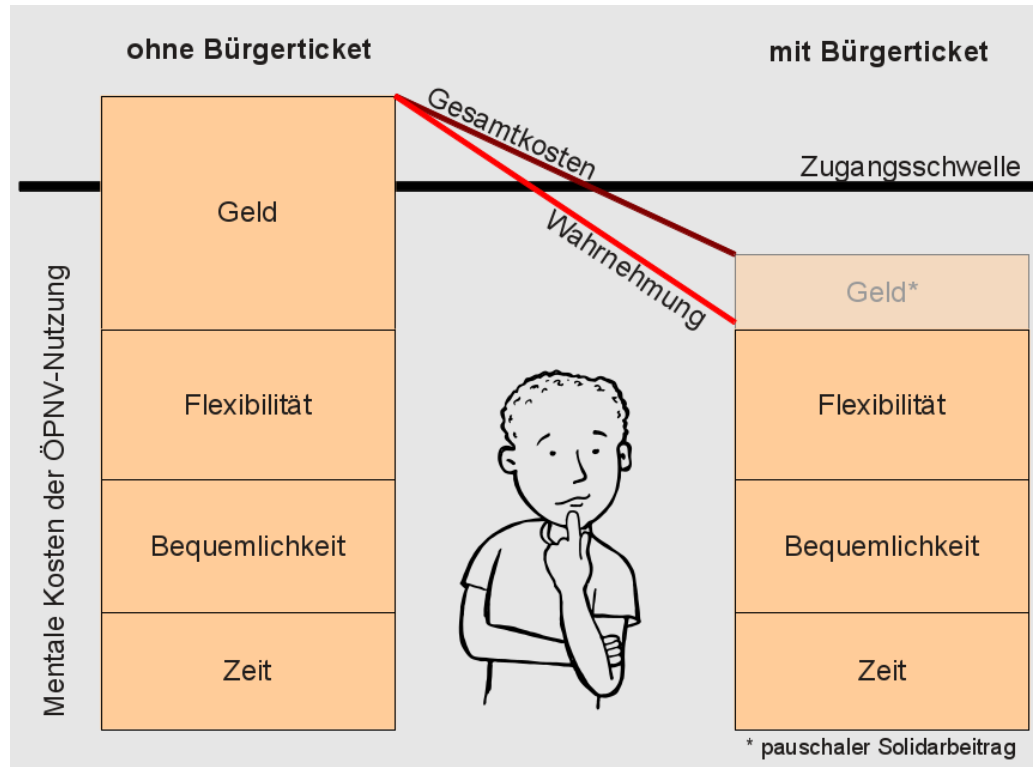 ohne Bürgerticket
mit Bürgerticket
Gesamtkosten
Zugangsschwelle
Wahrnehmung
Mentale Kosten der ÖPNV-Nutzung
Geld
Geld*
Flexibilität
Flexibilität
Bequemlichkeit
Bequemlichkeit
Zeit
Zeit
* pauschaler Solidarbeitrag